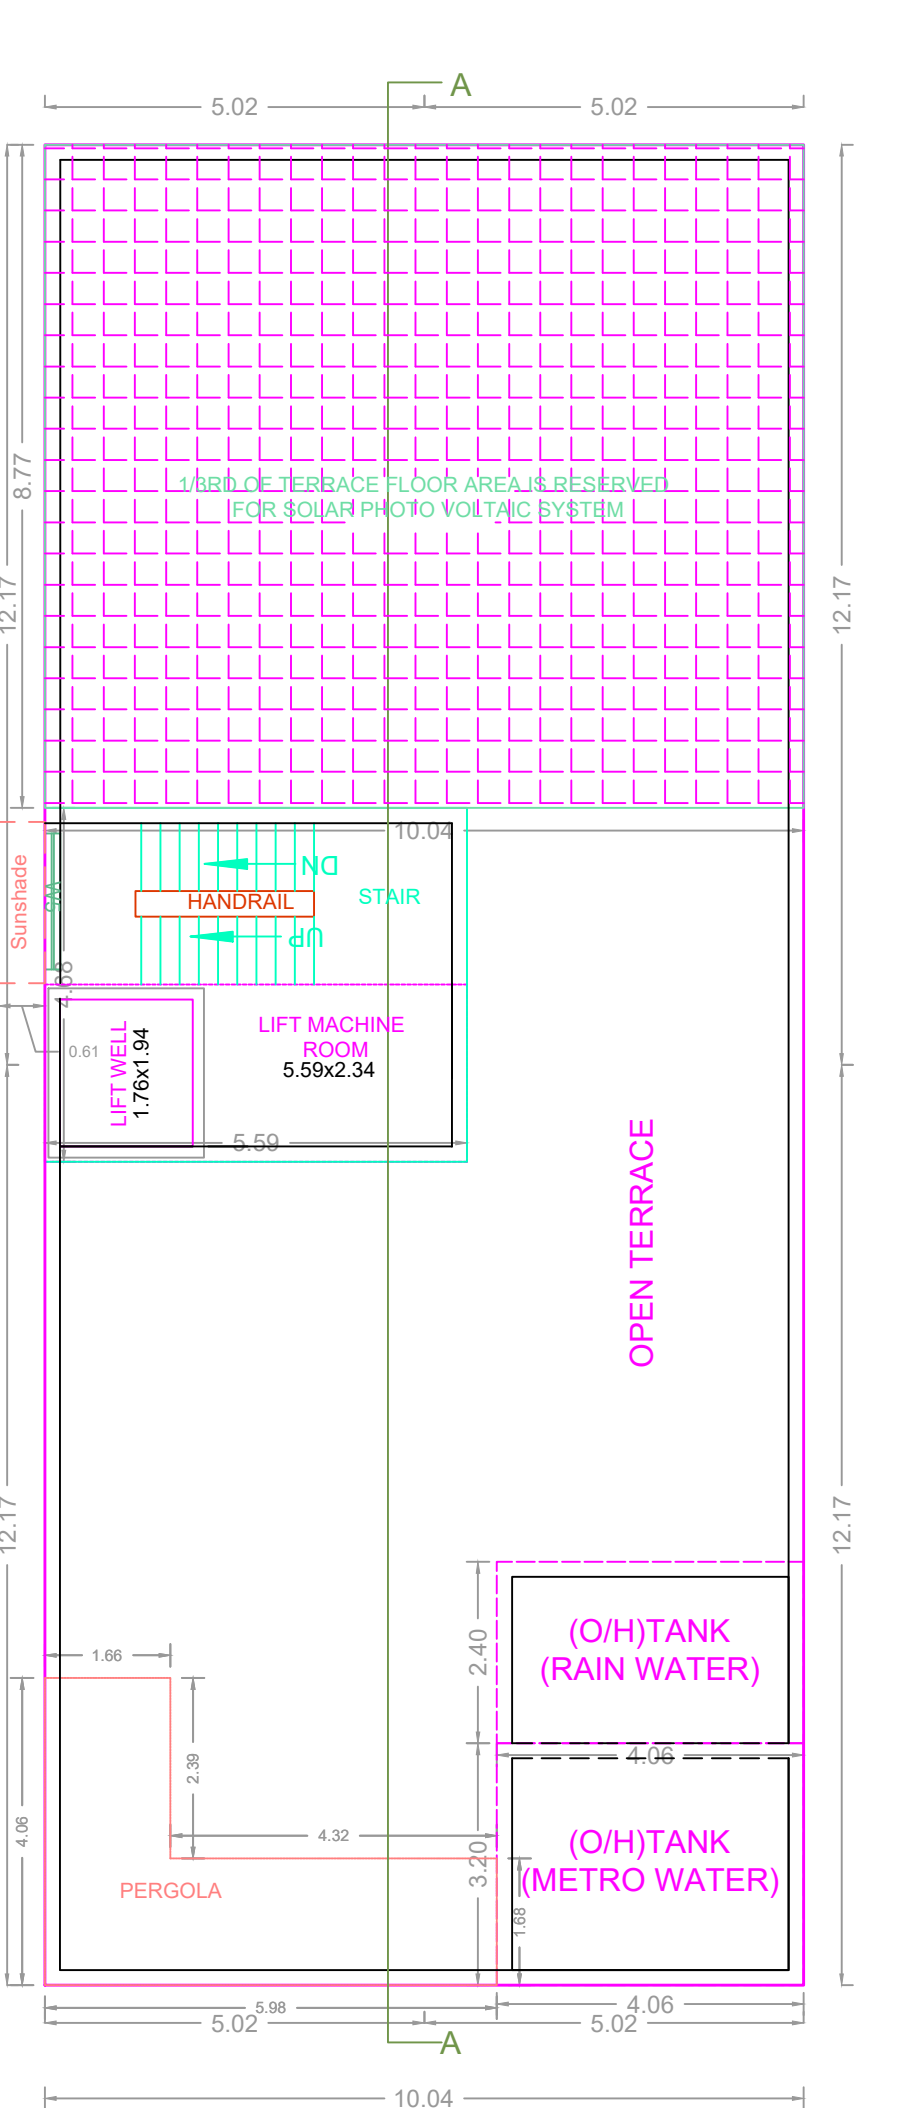 A
5.02
5.02
8.77
12.17
12.17
1/3RD OF TERRACE FLOOR AREA IS RESERVED
FOR SOLAR PHOTO VOLTAIC SYSTEM
10.04
Sunshade
DN
HANDRAIL
STAIR
UP
4.68
0.61
LIFT WELL
1.76x1.94
LIFT MACHINE
ROOM
5.59x2.34
5.59
OPEN TERRACE
12.17
12.17
2.40
(O/H)TANK
(RAIN WATER)
1.66
2.39
4.06
4.06
4.32
3.20
(O/H)TANK
(METRO WATER)
PERGOLA
1.68
5.98
4.06
5.02
5.02
A
10.04